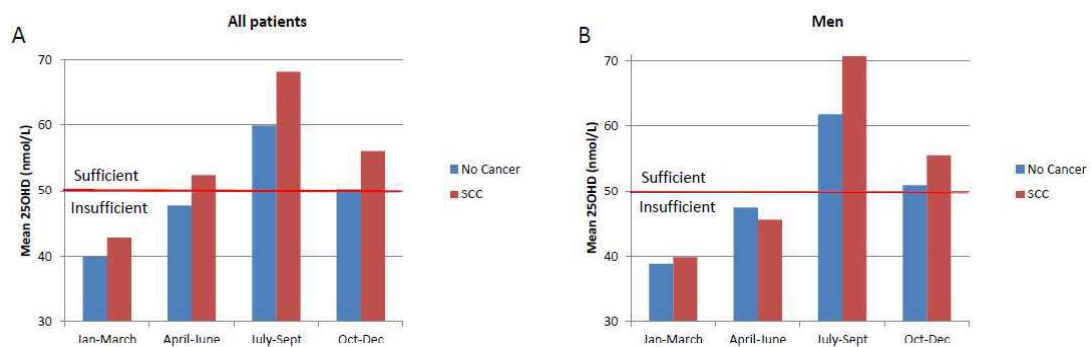 A
All patients
Mean 25OHD (nmol/L)
70
60
50
40
30
Sufficient
Insufficient
Jan-March
April-June
July-Sept
Oct-Dec
No Cancer
SCC
B
Men
Mean 25OHD (nmol/L)
70
60
50
40
30
Sufficient
Insufficient
Jan-March
April-June
July-Sept
Oct-Dec
No Cancer
SCC